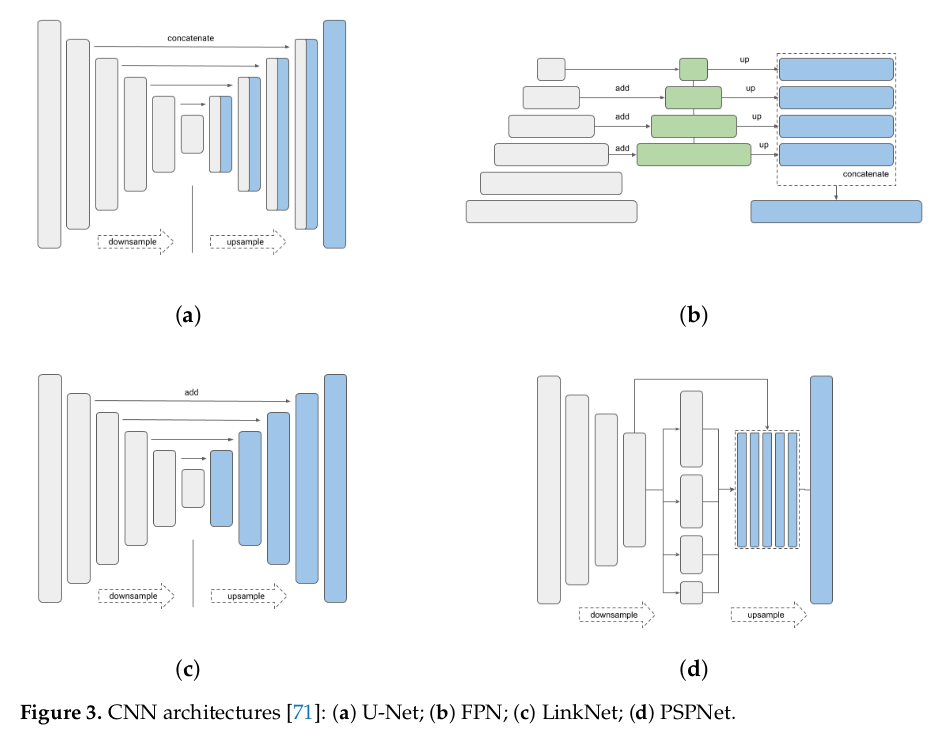 concatenate
downsample
upsample
(a)
up
add
up
add
up
add
up
concatenate
(b)
add
downsample
upsample
(c)
downsample
upsample
(d)
Figure 3. CNN architectures [71]: (a) U-Net; (b) FPN; (c) LinkNet; (d) PSPNet.